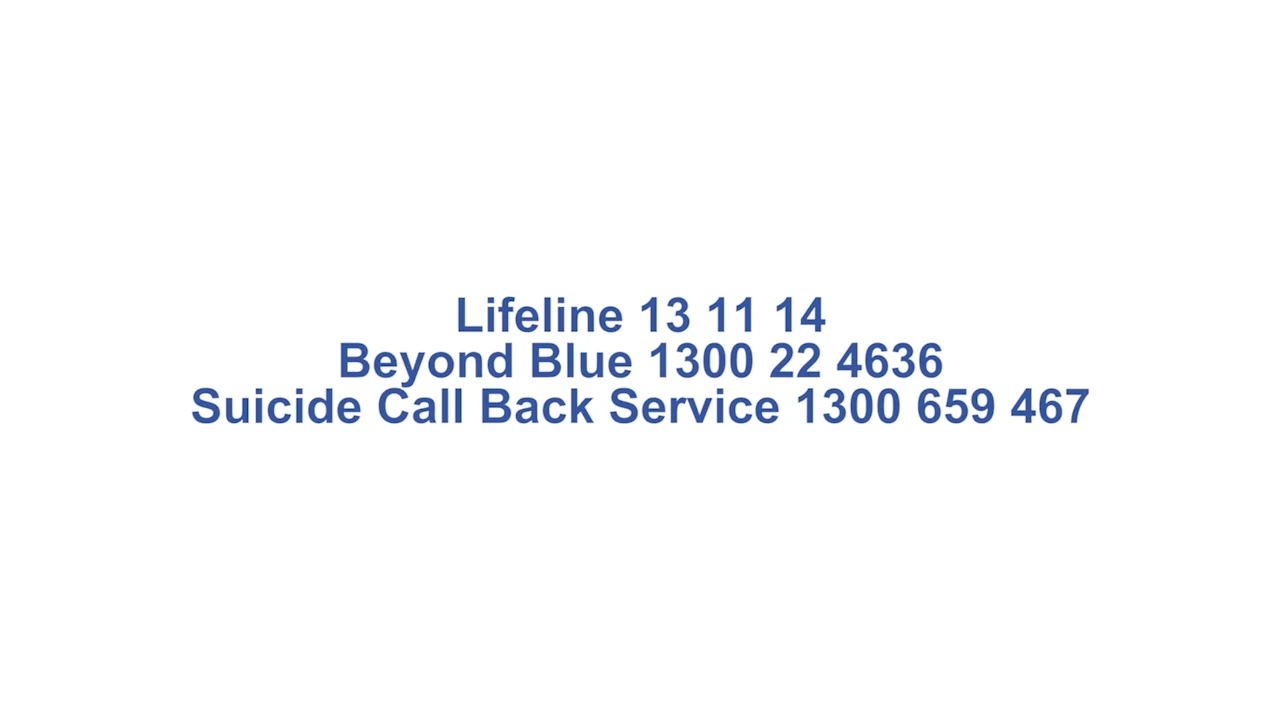 Lifeline 13 11 14
Beyond Blue 1300 22 4636
Suicide Call Back Service 1300 659 467